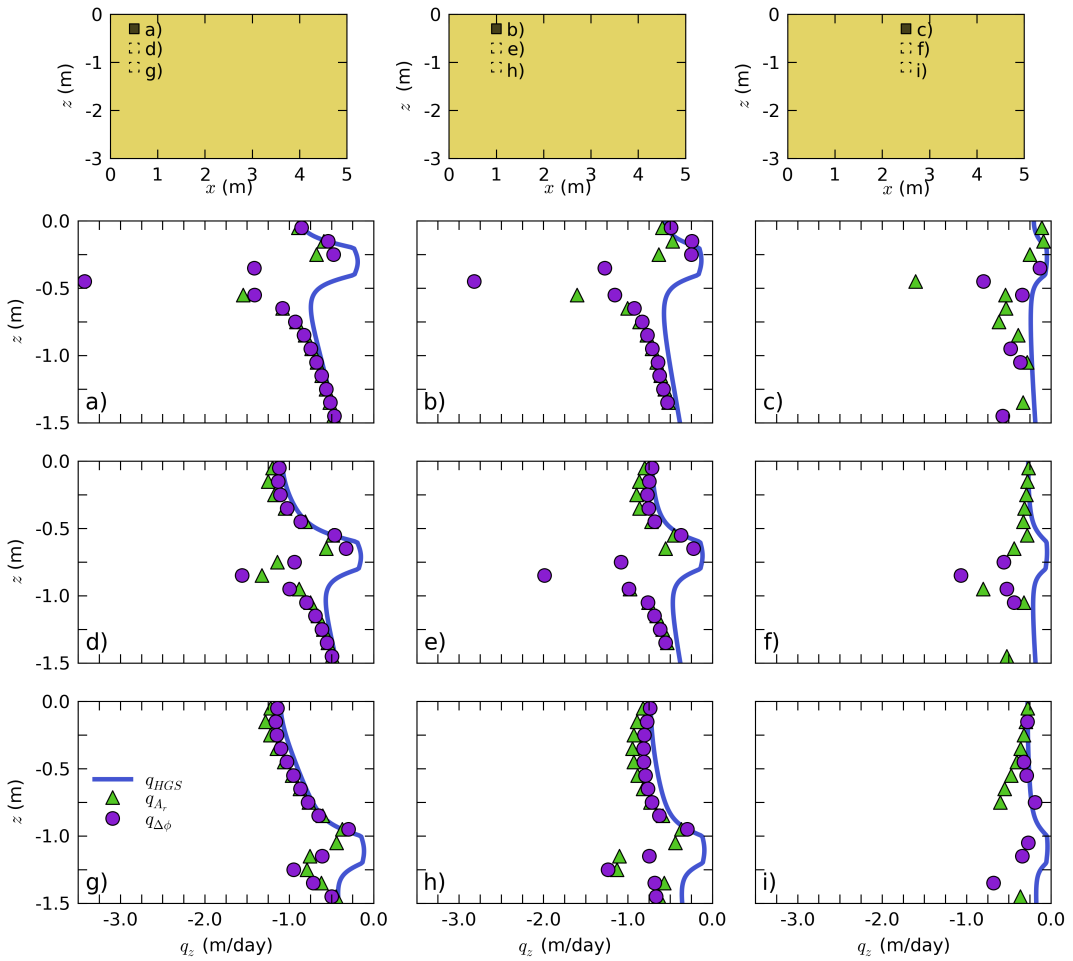 0
-1
-2
-3
z (m)
a)
d)
g)
0 1 2 3 4 5
x (m)
0
-1
-2
-3
z (m)
b)
e)
h)
0 1 2 3 4 5
x (m)
0
-1
-2
-3
z (m)
c)
f)
i)
0 1 2 3 4 5
x (m)
0.0
-0.5
-1.0
-1.5
z (m)
a)
b)
c)
0.0
-0.5
-1.0
-1.5
z (m)
d)
e)
f)
0.0
-0.5
-1.0
-1.5
z (m)
q_HGS
q_A_r
q_Δϕ
g)
h)
i)
-3.0 -2.0 -1.0 0.0
q_z (m/day)
-3.0 -2.0 -1.0 0.0
q_z (m/day)
-3.0 -2.0 -1.0 0.0
q_z (m/day)